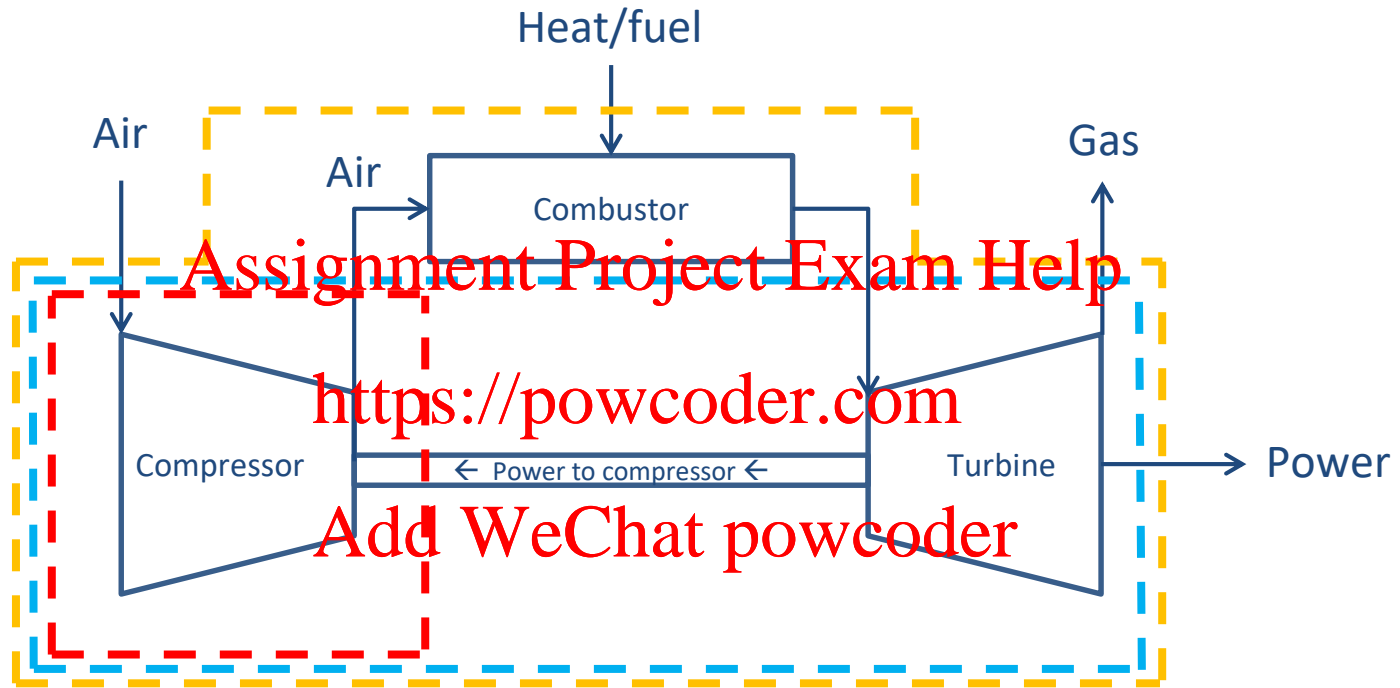 Heat/fuel
Air
Air
Gas
Combustor
Assignment Project Exam Help
https://powcoder.com
Compressor
← Power to compressor ←
Turbine
Power
Add WeChat powcoder